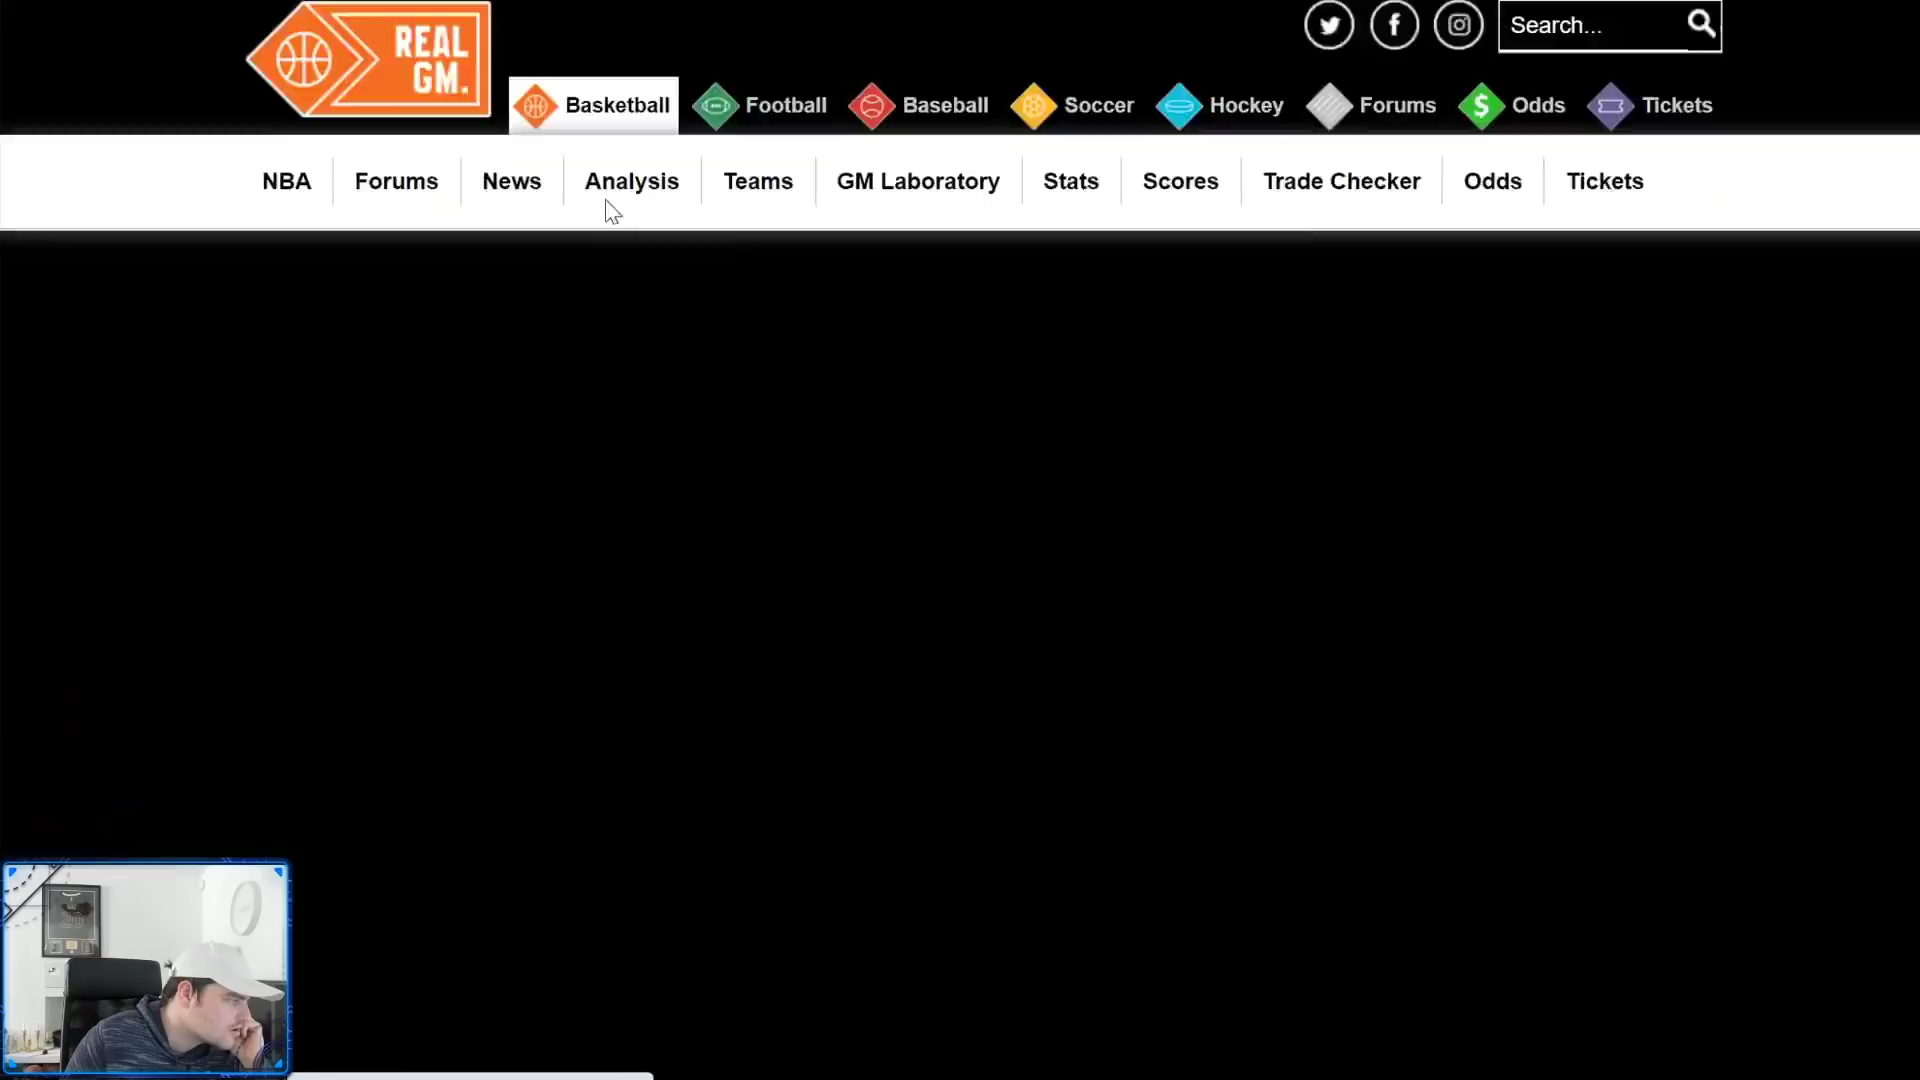 REAL
GM.
Search...
Basketball Football Baseball Soccer Hockey Forums Odds Tickets
NBA Forums News Analysis Teams GM Laboratory Stats Scores Trade Checker Odds Tickets
20